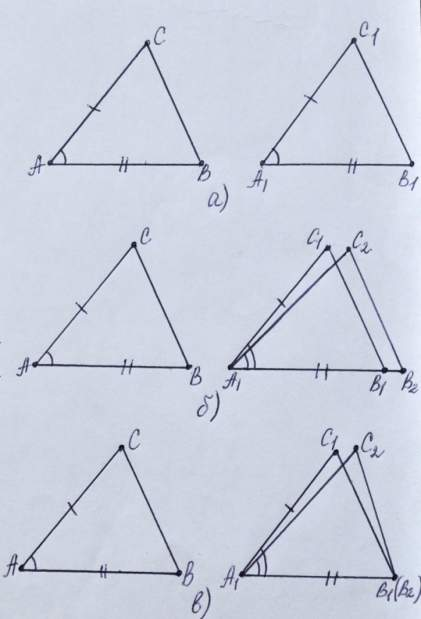 C C₁
A B A₁ B₁
а)
C C₁ C₂
A B A₁ B₁ B₂
б)
C C₁ C₂
A B A₁ B₁(B₂)
в)